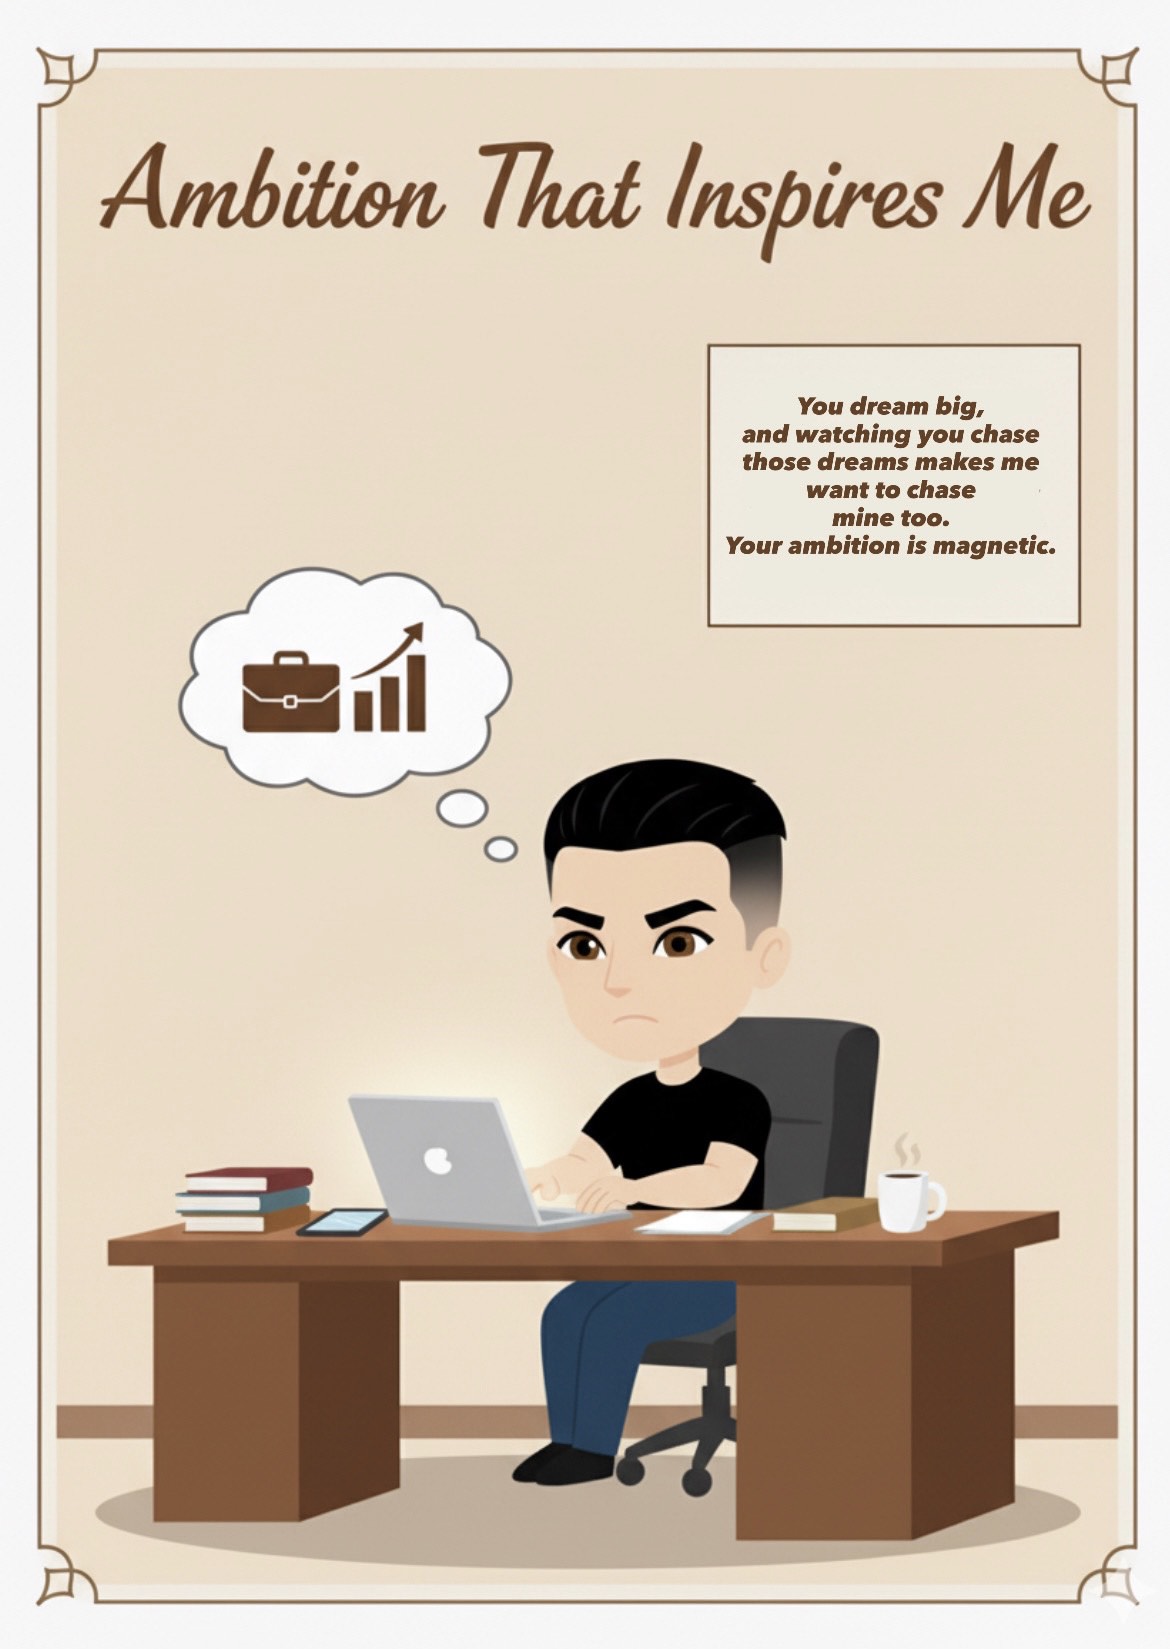 Ambition That Inspires Me
You dream big,
and watching you chase
those dreams makes me
want to chase
mine too.
Your ambition is magnetic.